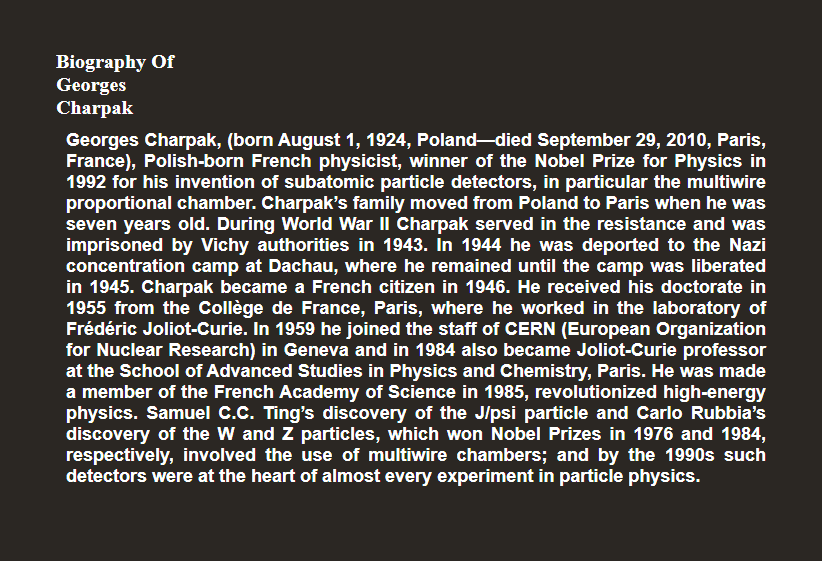 Biography Of
Georges
Charpak
Georges Charpak, (born August 1, 1924, Poland—died September 29, 2010, Paris,
France), Polish-born French physicist, winner of the Nobel Prize for Physics in
1992 for his invention of subatomic particle detectors, in particular the multiwire
proportional chamber. Charpak’s family moved from Poland to Paris when he was
seven years old. During World War II Charpak served in the resistance and was
imprisoned by Vichy authorities in 1943. In 1944 he was deported to the Nazi
concentration camp at Dachau, where he remained until the camp was liberated
in 1945. Charpak became a French citizen in 1946. He received his doctorate in
1955 from the Collège de France, Paris, where he worked in the laboratory of
Frédéric Joliot-Curie. In 1959 he joined the staff of CERN (European Organization
for Nuclear Research) in Geneva and in 1984 also became Joliot-Curie professor
at the School of Advanced Studies in Physics and Chemistry, Paris. He was made
a member of the French Academy of Science in 1985, revolutionized high-energy
physics. Samuel C.C. Ting’s discovery of the J/psi particle and Carlo Rubbia’s
discovery of the W and Z particles, which won Nobel Prizes in 1976 and 1984,
respectively, involved the use of multiwire chambers; and by the 1990s such
detectors were at the heart of almost every experiment in particle physics.